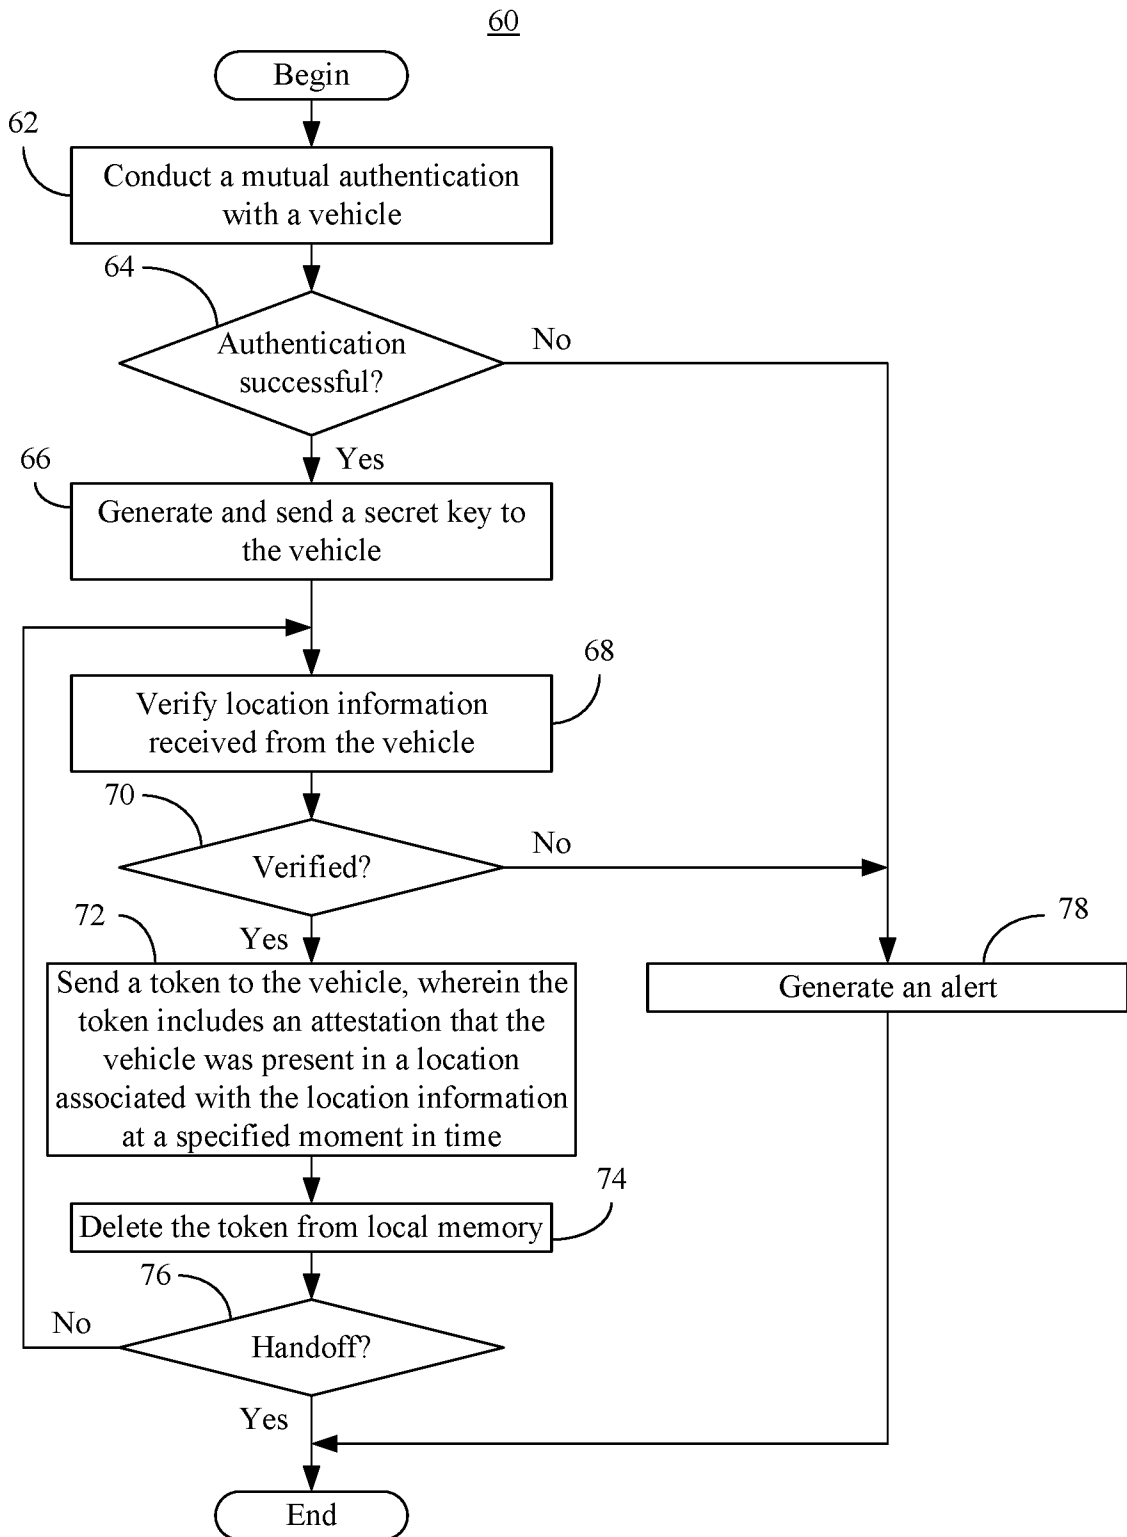 60
Begin
62
Conduct a mutual authentication
with a vehicle
64
Authentication
successful?
No
Yes
66
Generate and send a secret key to
the vehicle
68
Verify location information
received from the vehicle
70
Verified?
No
Yes
72
Send a token to the vehicle, wherein the
token includes an attestation that the
vehicle was present in a location
associated with the location information
at a specified moment in time
78
Generate an alert
74
Delete the token from local memory
76
Handoff?
No
Yes
End